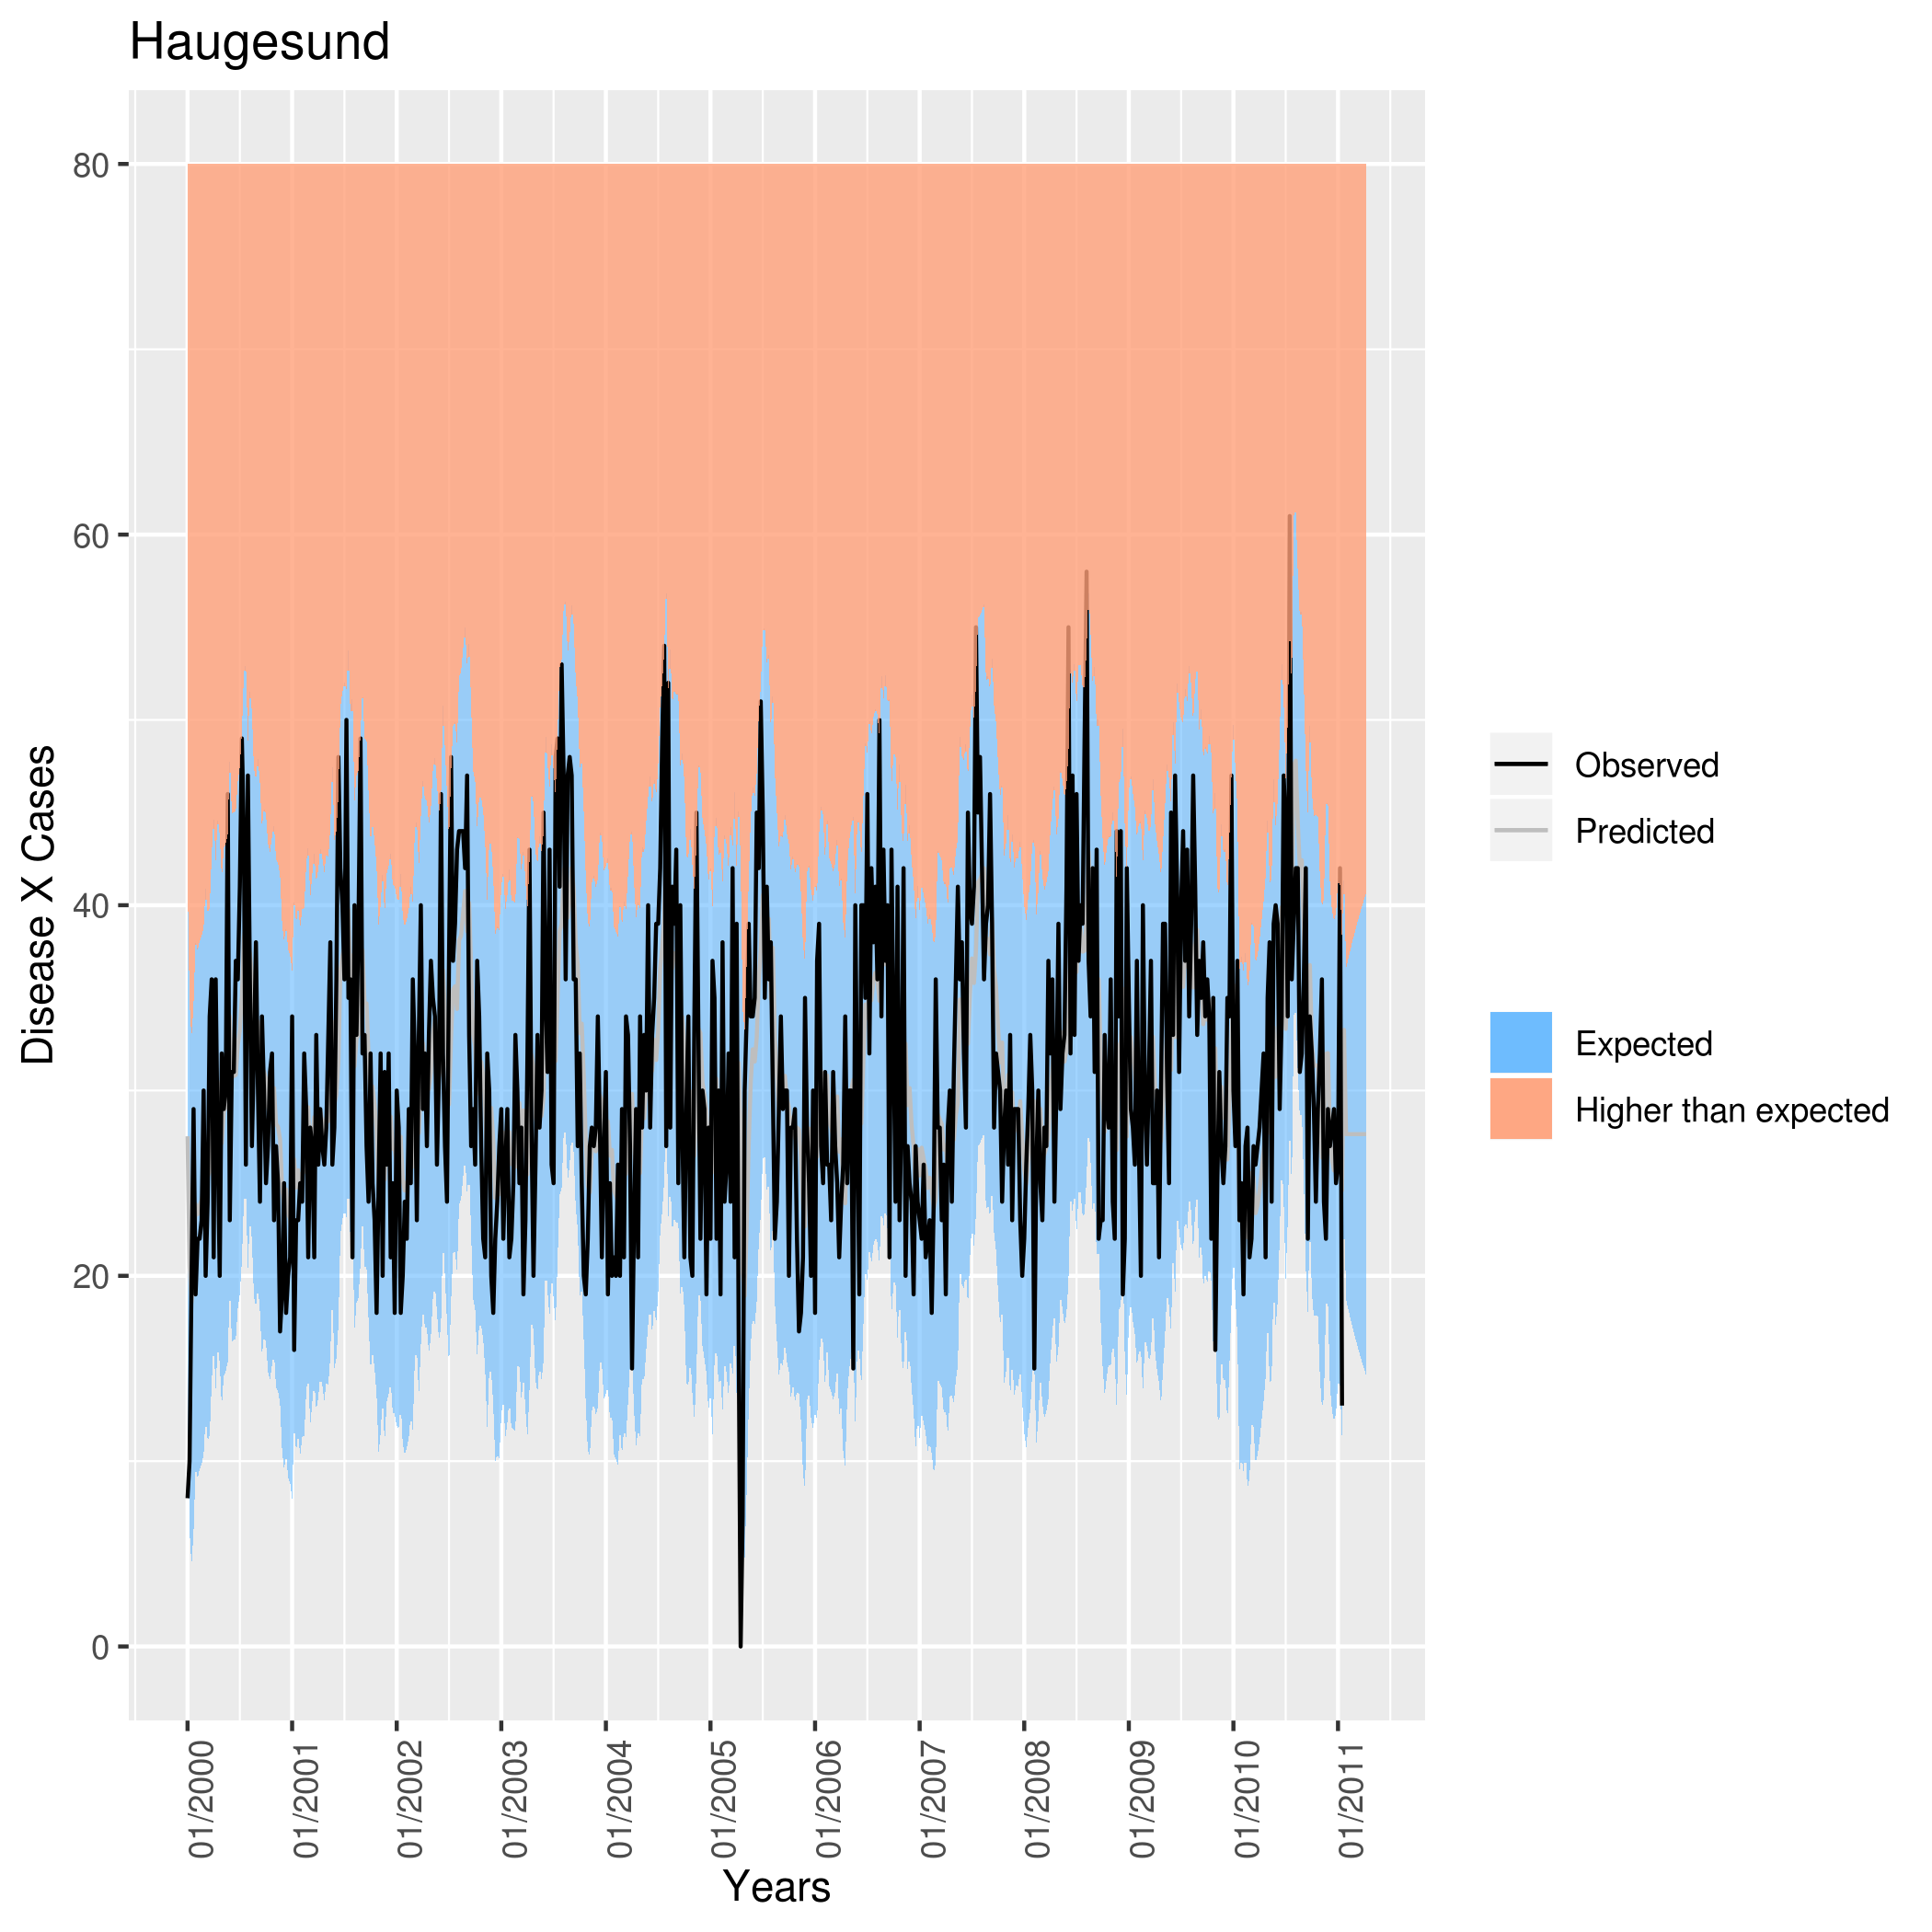 Haugesund
Disease X Cases
80
60
40
20
0
01/2000
01/2001
01/2002
01/2003
01/2004
01/2005
01/2006
01/2007
01/2008
01/2009
01/2010
01/2011
Years
Observed
Predicted
Expected
Higher than expected